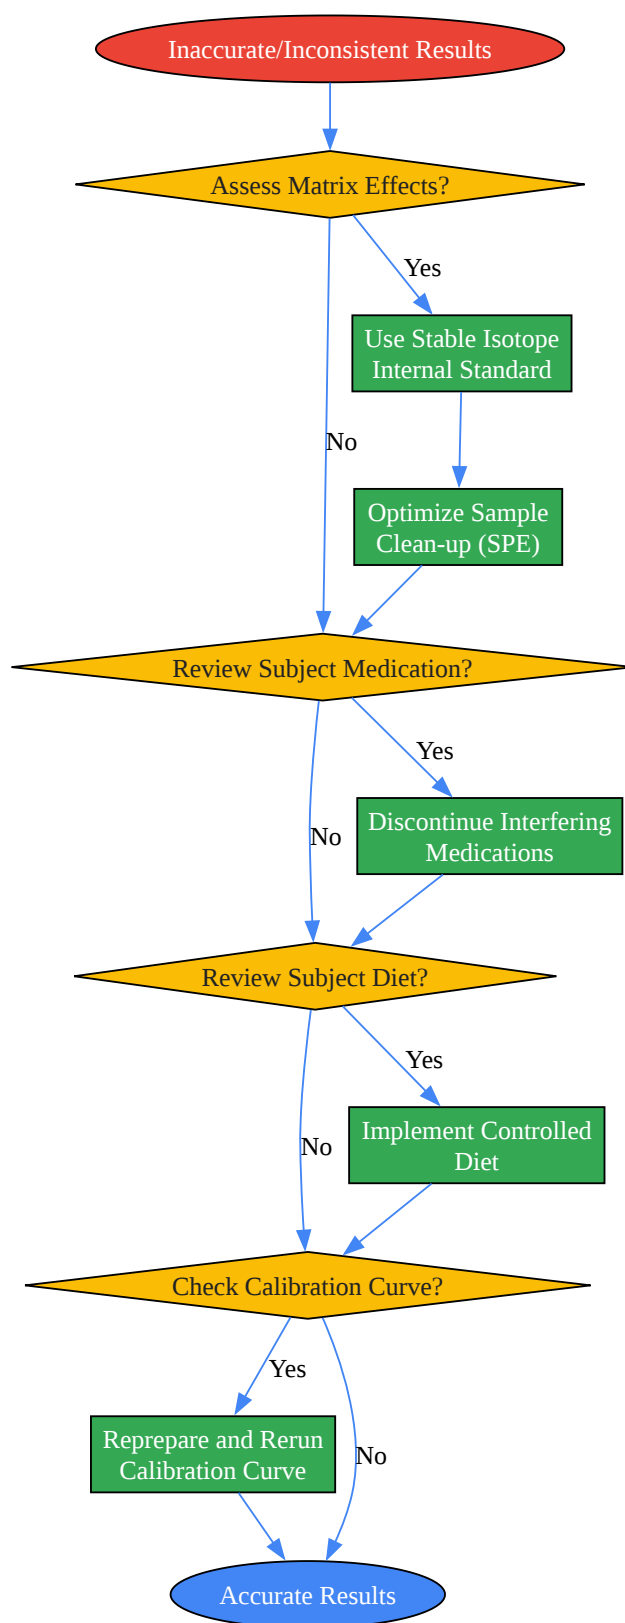 Inaccurate/Inconsistent Results
Assess Matrix Effects?
Yes
Use Stable Isotope
Internal Standard
No
Optimize Sample
Clean-up (SPE)
Review Subject Medication?
Yes
Discontinue Interfering
Medications
No
Review Subject Diet?
Yes
Implement Controlled
Diet
No
Check Calibration Curve?
Yes
Reprepare and Rerun
Calibration Curve
No
Accurate Results